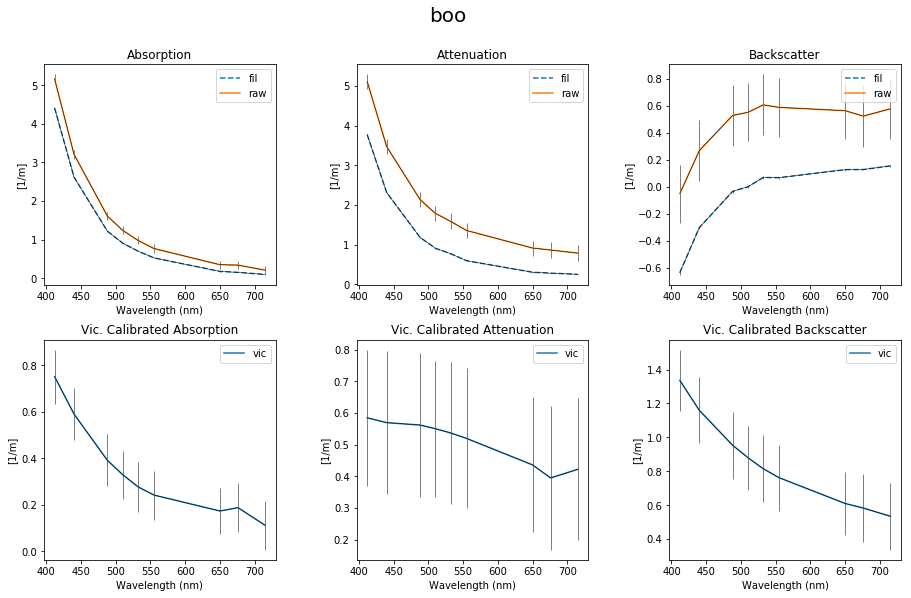 boo
Absorption
Attenuation
Backscatter
fil
raw
fil
raw
fil
raw
[1/m]
5
4
3
2
1
0
[1/m]
5
4
3
2
1
0
[1/m]
0.8
0.6
0.4
0.2
0.0
−0.2
−0.4
−0.6
400 450 500 550 600 650 700
400 450 500 550 600 650 700
400 450 500 550 600 650 700
Wavelength (nm)
Wavelength (nm)
Wavelength (nm)
Vic. Calibrated Absorption
Vic. Calibrated Attenuation
Vic. Calibrated Backscatter
vic
vic
vic
[1/m]
0.8
0.6
0.4
0.2
0.0
[1/m]
0.8
0.7
0.6
0.5
0.4
0.3
0.2
[1/m]
1.4
1.2
1.0
0.8
0.6
0.4
400 450 500 550 600 650 700
400 450 500 550 600 650 700
400 450 500 550 600 650 700
Wavelength (nm)
Wavelength (nm)
Wavelength (nm)